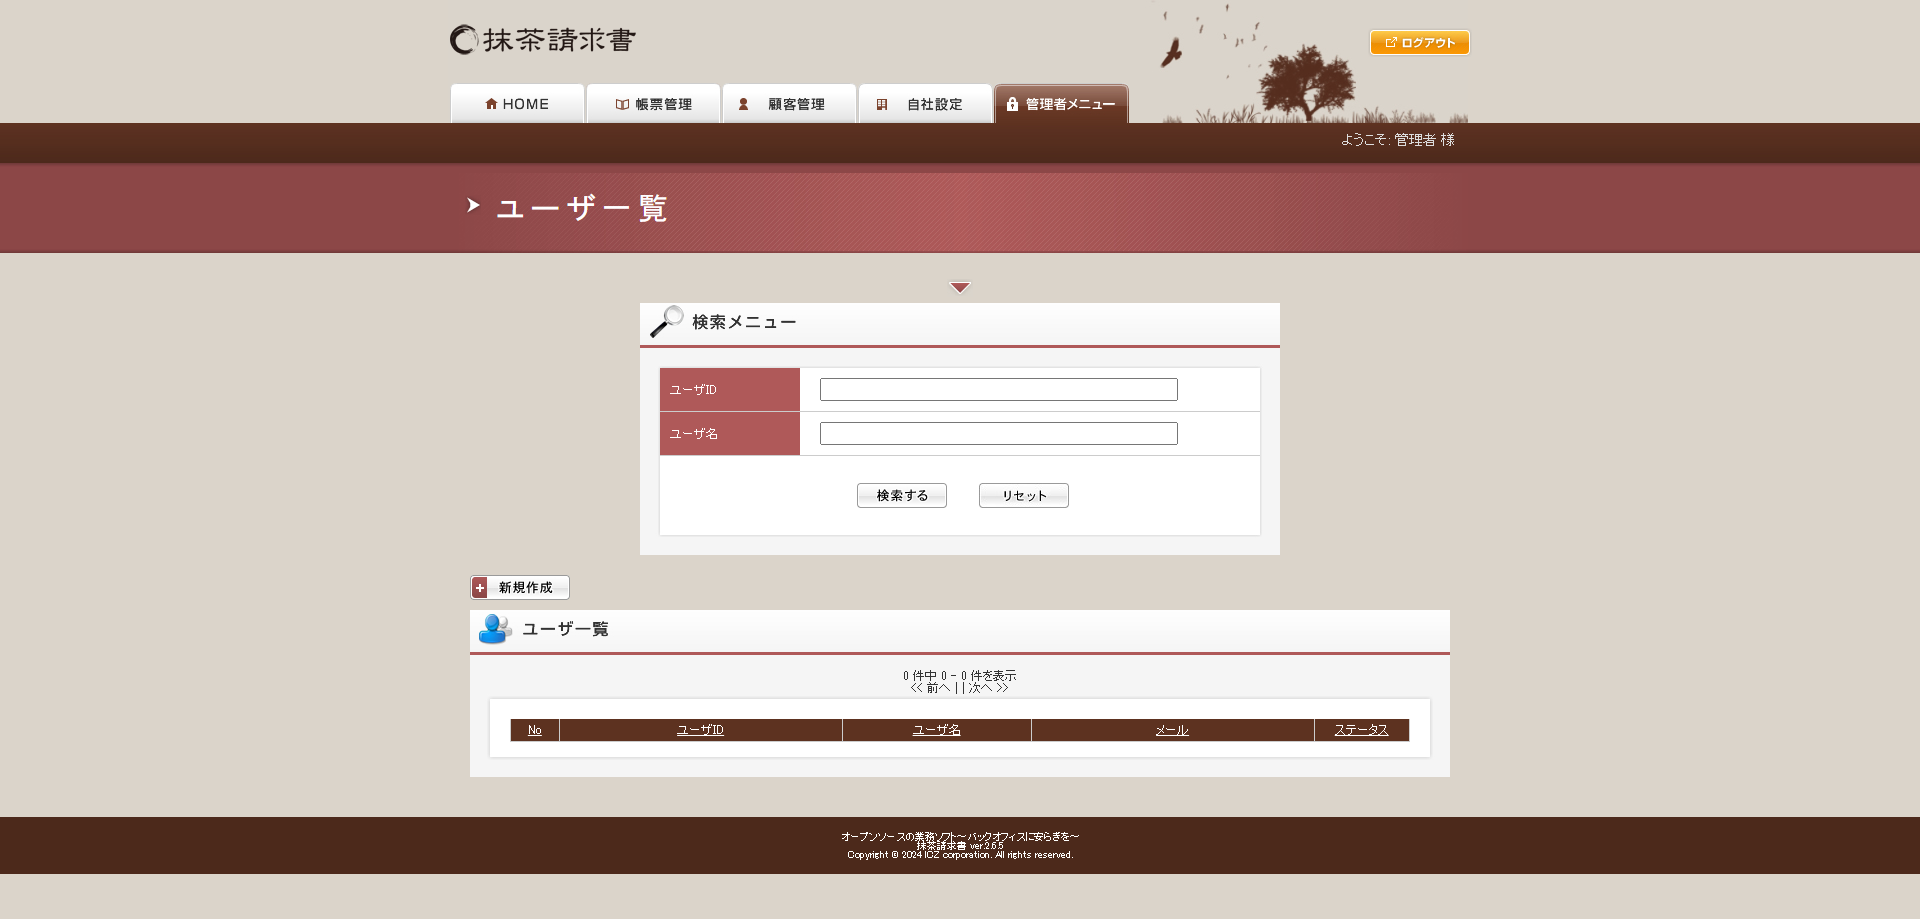 抹茶請求書
ログアウト
HOME 帳票管理 顧客管理 自社設定 管理者メニュー
ようこそ: 管理者 様
ユーザ一覧
検索メニュー
ユーザID
ユーザ名
検索する リセット
新規作成
ユーザ一覧
0 件中 0 - 0 件を表示
<< 前へ | | 次へ >>
No ユーザID ユーザ名 メール ステータス
オープンソースの業務ソフト～バックオフィスに安らぎを～
抹茶請求書 ver.2.6.5
Copyright © 2024 ICZ corporation. All rights reserved.